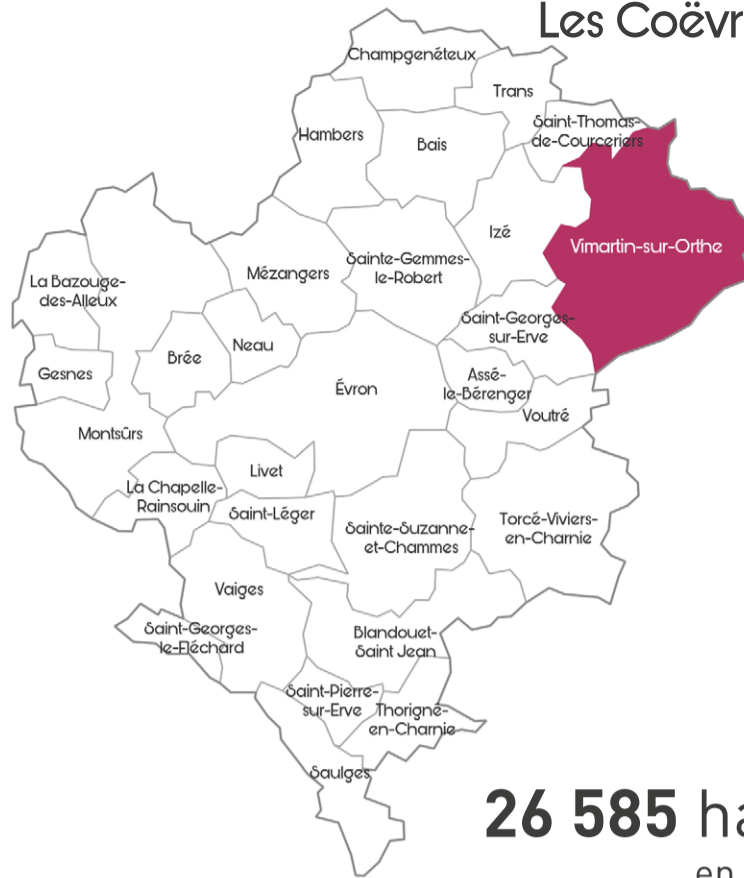 Les Coëvr
Champgenéteux
Trans
Saint-Thomas-
de-Courceriers
Hambers
Bais
Izé
Vimartin-sur-Orthe
Mézangers
Sainte-Gemmes-
le-Robert
La Bazouge-
des-Alleux
Saint-Georges-
sur-Erve
Neau
Brée
Gesnes
Évron
Assé-
le-Bérenger
Voutré
Montsûrs
Livet
La Chapelle-
Rainsouin
Saint-Léger
Sainte-Suzanne-
et-Chammes
Torcé-Viviers-
en-Charnie
Vaiges
Saint-Georges-
le-Fléchard
Blandouet-
Saint Jean
Saint-Pierre-
sur-Erve
Thorigné-
en-Charnie
Saulges
26 585 ha
en